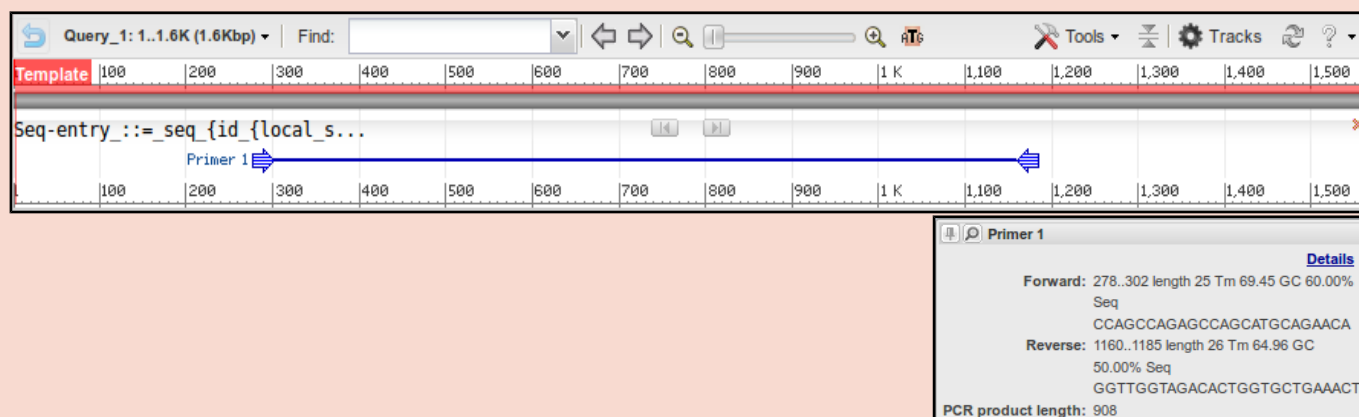 Query_1: 1..1.6K (1.6Kbp) Find: ATG Tools Tracks ?
Template 100 200 300 400 500 600 700 800 900 1 K 1,100 1,200 1,300 1,400 1,500
Seq-entry_::=_seq_{id_{local_s...
Primer 1
100 200 300 400 500 600 700 800 900 1 K 1,100 1,200 1,300 1,400 1,500
Primer 1
Details
Forward: 278..302 length 25 Tm 69.45 GC 60.00%
Seq
CCAGCCAGAGCCAGCATGCAGAACA
Reverse: 1160..1185 length 26 Tm 64.96 GC
50.00% Seq
GGTTGGTAGACACTGGTGCTGAAACT
PCR product length: 908